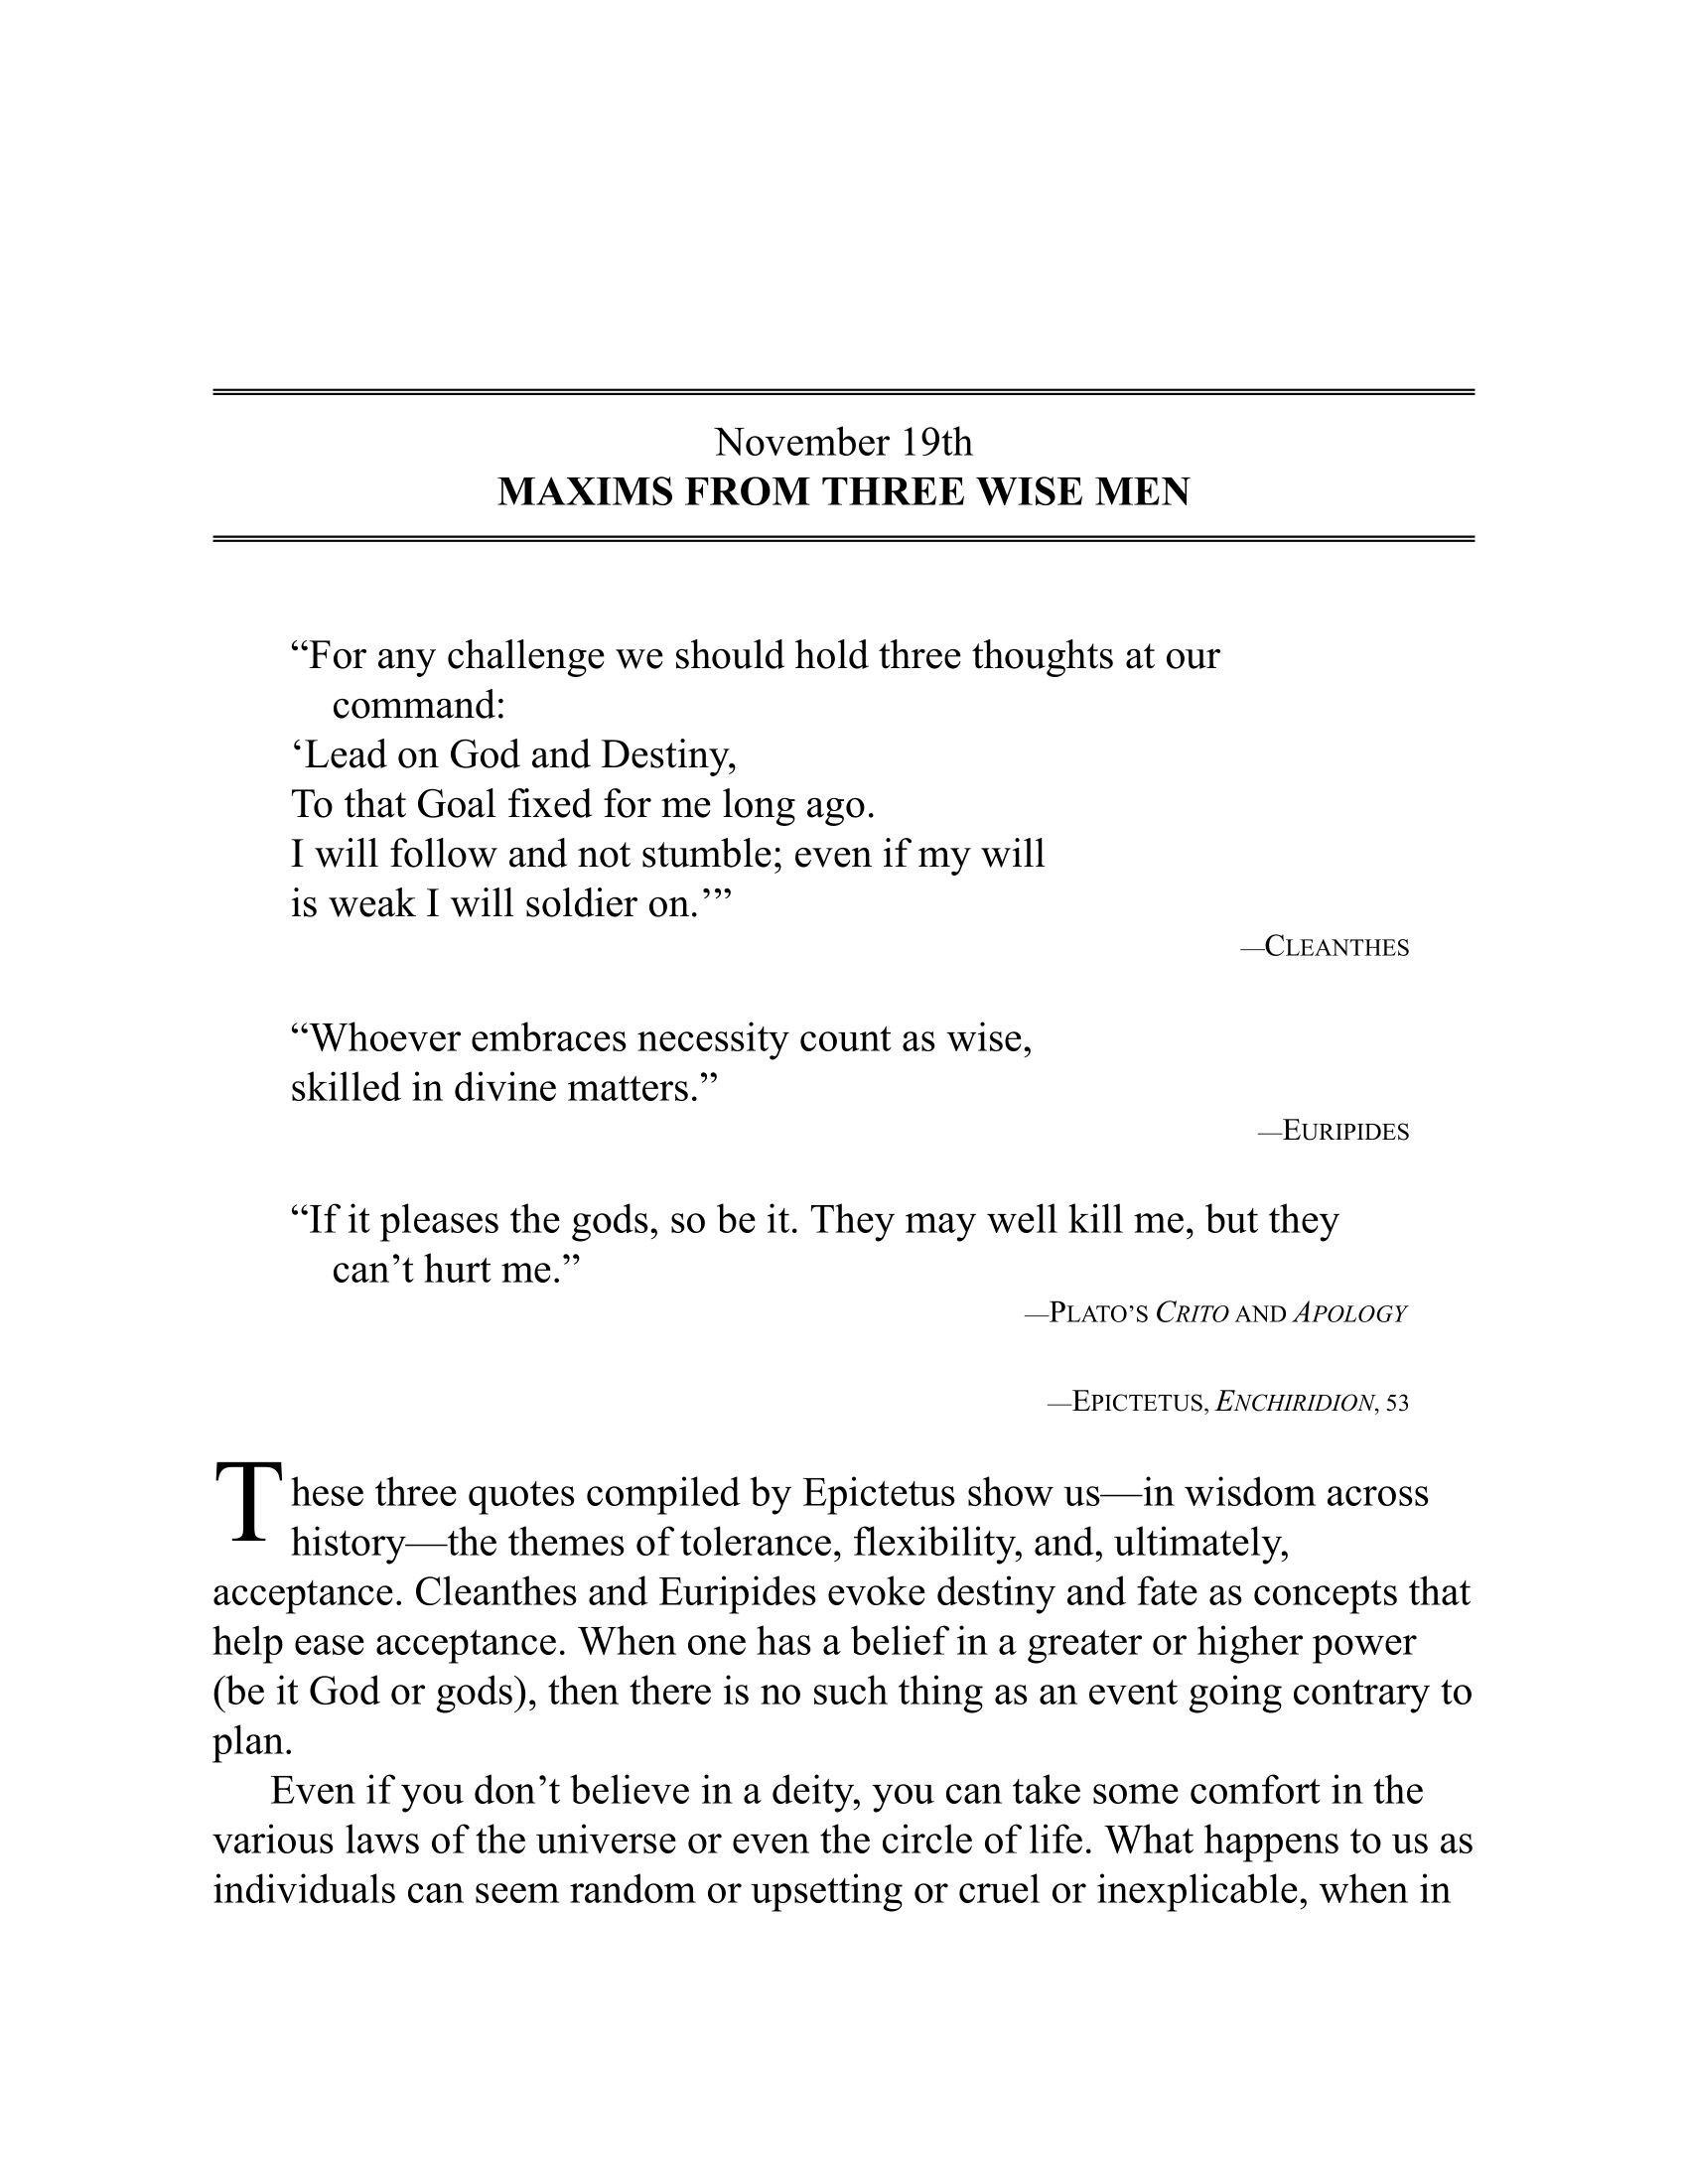 November 19th
MAXIMS FROM THREE WISE MEN
“For any challenge we should hold three thoughts at our
command:
‘Lead on God and Destiny,
To that Goal fixed for me long ago.
I will follow and not stumble; even if my will
is weak I will soldier on.’”
—CLEANTHES
“Whoever embraces necessity count as wise,
skilled in divine matters.”
—EURIPIDES
“If it pleases the gods, so be it. They may well kill me, but they
can’t hurt me.”
—PLATO’S CRITO AND APOLOGY
—EPICTETUS, ENCHIRIDION, 53
These three quotes compiled by Epictetus show us—in wisdom across
history—the themes of tolerance, flexibility, and, ultimately,
acceptance. Cleanthes and Euripides evoke destiny and fate as concepts that
help ease acceptance. When one has a belief in a greater or higher power
(be it God or gods), then there is no such thing as an event going contrary to
plan.
Even if you don’t believe in a deity, you can take some comfort in the
various laws of the universe or even the circle of life. What happens to us as
individuals can seem random or upsetting or cruel or inexplicable, when in